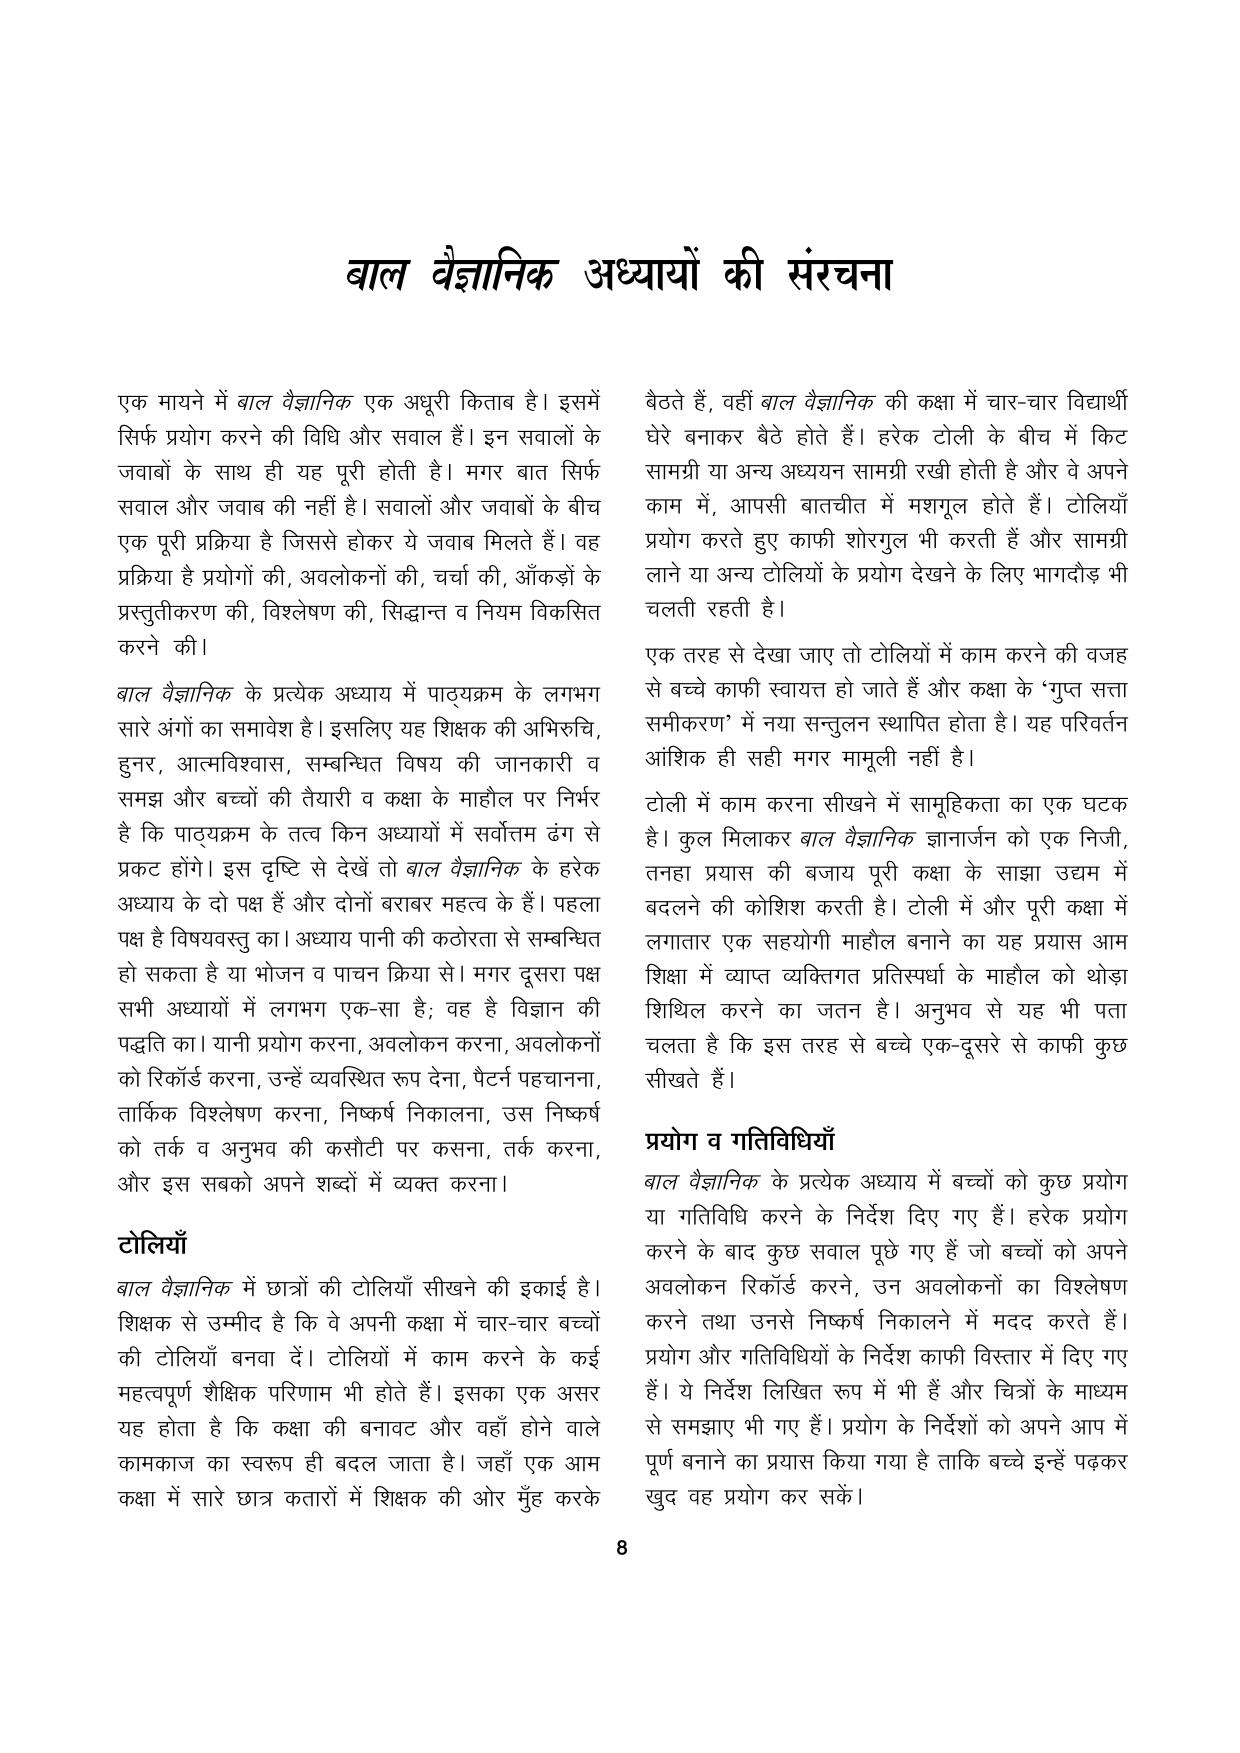 बाल वैज्ञानिक अध्यायों की संरचना
एक मायने में बाल वैज्ञानिक एक अधूरी किताब है। इसमें
सिर्फ प्रयोग करने की विधि और सवाल हैं। इन सवालों के
जवाबों के साथ ही यह पूरी होती है। मगर बात सिर्फ
सवाल और जवाब की नहीं है। सवालों और जवाबों के बीच
एक पूरी प्रक्रिया है जिससे होकर ये जवाब मिलते हैं। वह
प्रक्रिया है प्रयोगों की, अवलोकनों की, चर्चा की, आँकड़ों के
प्रस्तुतीकरण की, विश्लेषण की, सिद्धान्त व नियम विकसित
करने की।
बाल वैज्ञानिक के प्रत्येक अध्याय में पाठ्यक्रम के लगभग
सारे अंगों का समावेश है। इसलिए यह शिक्षक की अभिरुचि,
हुनर, आत्मविश्वास, सम्बन्धित विषय की जानकारी व
समझ और बच्चों की तैयारी व कक्षा के माहौल पर निर्भर
है कि पाठ्यक्रम के तत्व किन अध्यायों में सर्वोत्तम ढंग से
प्रकट होंगे। इस दृष्टि से देखें तो बाल वैज्ञानिक के हरेक
अध्याय के दो पक्ष हैं और दोनों बराबर महत्व के हैं। पहला
पक्ष है विषयवस्तु का। अध्याय पानी की कठोरता से सम्बन्धित
हो सकता है या भोजन व पाचन क्रिया से। मगर दूसरा पक्ष
सभी अध्यायों में लगभग एक-सा है; वह है विज्ञान की
पद्धति का। यानी प्रयोग करना, अवलोकन करना, अवलोकनों
को रिकॉर्ड करना, उन्हें व्यवस्थित रूप देना, पैटर्न पहचानना,
तार्किक विश्लेषण करना, निष्कर्ष निकालना, उस निष्कर्ष
को तर्क व अनुभव की कसौटी पर कसना, तर्क करना,
और इस सबको अपने शब्दों में व्यक्त करना।
टोलियाँ
बाल वैज्ञानिक में छात्रों की टोलियाँ सीखने की इकाई है।
शिक्षक से उम्मीद है कि वे अपनी कक्षा में चार-चार बच्चों
की टोलियाँ बनवा दें। टोलियों में काम करने के कई
महत्वपूर्ण शैक्षिक परिणाम भी होते हैं। इसका एक असर
यह होता है कि कक्षा की बनावट और वहाँ होने वाले
कामकाज का स्वरूप ही बदल जाता है। जहाँ एक आम
कक्षा में सारे छात्र कतारों में शिक्षक की ओर मुँह करके
बैठते हैं, वहीं बाल वैज्ञानिक की कक्षा में चार-चार विद्यार्थी
घेरे बनाकर बैठे होते हैं। हरेक टोली के बीच में किट
सामग्री या अन्य अध्ययन सामग्री रखी होती है और वे अपने
काम में, आपसी बातचीत में मशगूल होते हैं। टोलियाँ
प्रयोग करते हुए काफी शोरगुल भी करती हैं और सामग्री
लाने या अन्य टोलियों के प्रयोग देखने के लिए भागदौड़ भी
चलती रहती है।
एक तरह से देखा जाए तो टोलियों में काम करने की वजह
से बच्चे काफी स्वायत्त हो जाते हैं और कक्षा के ‘गुप्त सत्ता
समीकरण’ में नया सन्तुलन स्थापित होता है। यह परिवर्तन
आंशिक ही सही मगर मामूली नहीं है।
टोली में काम करना सीखने में सामूहिकता का एक घटक
है। कुल मिलाकर बाल वैज्ञानिक ज्ञानार्जन को एक निजी,
तनहा प्रयास की बजाय पूरी कक्षा के साझा उद्यम में
बदलने की कोशिश करती है। टोली में और पूरी कक्षा में
लगातार एक सहयोगी माहौल बनाने का यह प्रयास आम
शिक्षा में व्याप्त व्यक्तिगत प्रतिस्पर्धा के माहौल को थोड़ा
शिथिल करने का जतन है। अनुभव से यह भी पता
चलता है कि इस तरह से बच्चे एक-दूसरे से काफी कुछ
सीखते हैं।
प्रयोग व गतिविधियाँ
बाल वैज्ञानिक के प्रत्येक अध्याय में बच्चों को कुछ प्रयोग
या गतिविधि करने के निर्देश दिए गए हैं। हरेक प्रयोग
करने के बाद कुछ सवाल पूछे गए हैं जो बच्चों को अपने
अवलोकन रिकॉर्ड करने, उन अवलोकनों का विश्लेषण
करने तथा उनसे निष्कर्ष निकालने में मदद करते हैं।
प्रयोग और गतिविधियों के निर्देश काफी विस्तार में दिए गए
हैं। ये निर्देश लिखित रूप में भी हैं और चित्रों के माध्यम
से समझाए भी गए हैं। प्रयोग के निर्देशों को अपने आप में
पूर्ण बनाने का प्रयास किया गया है ताकि बच्चे इन्हें पढ़कर
खुद वह प्रयोग कर सकें।
8